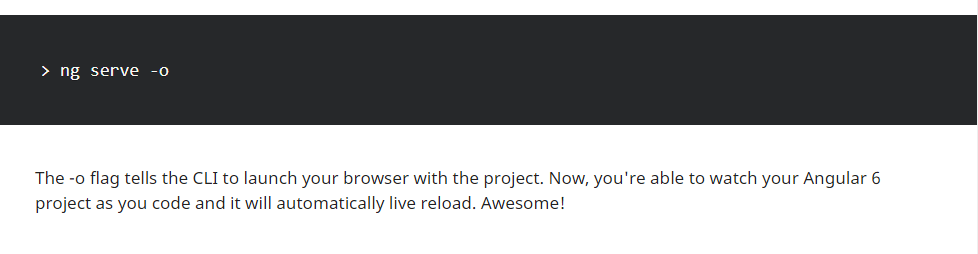 > ng serve -o
The -o flag tells the CLI to launch your browser with the project. Now, you're able to watch your Angular 6
project as you code and it will automatically live reload. Awesome!